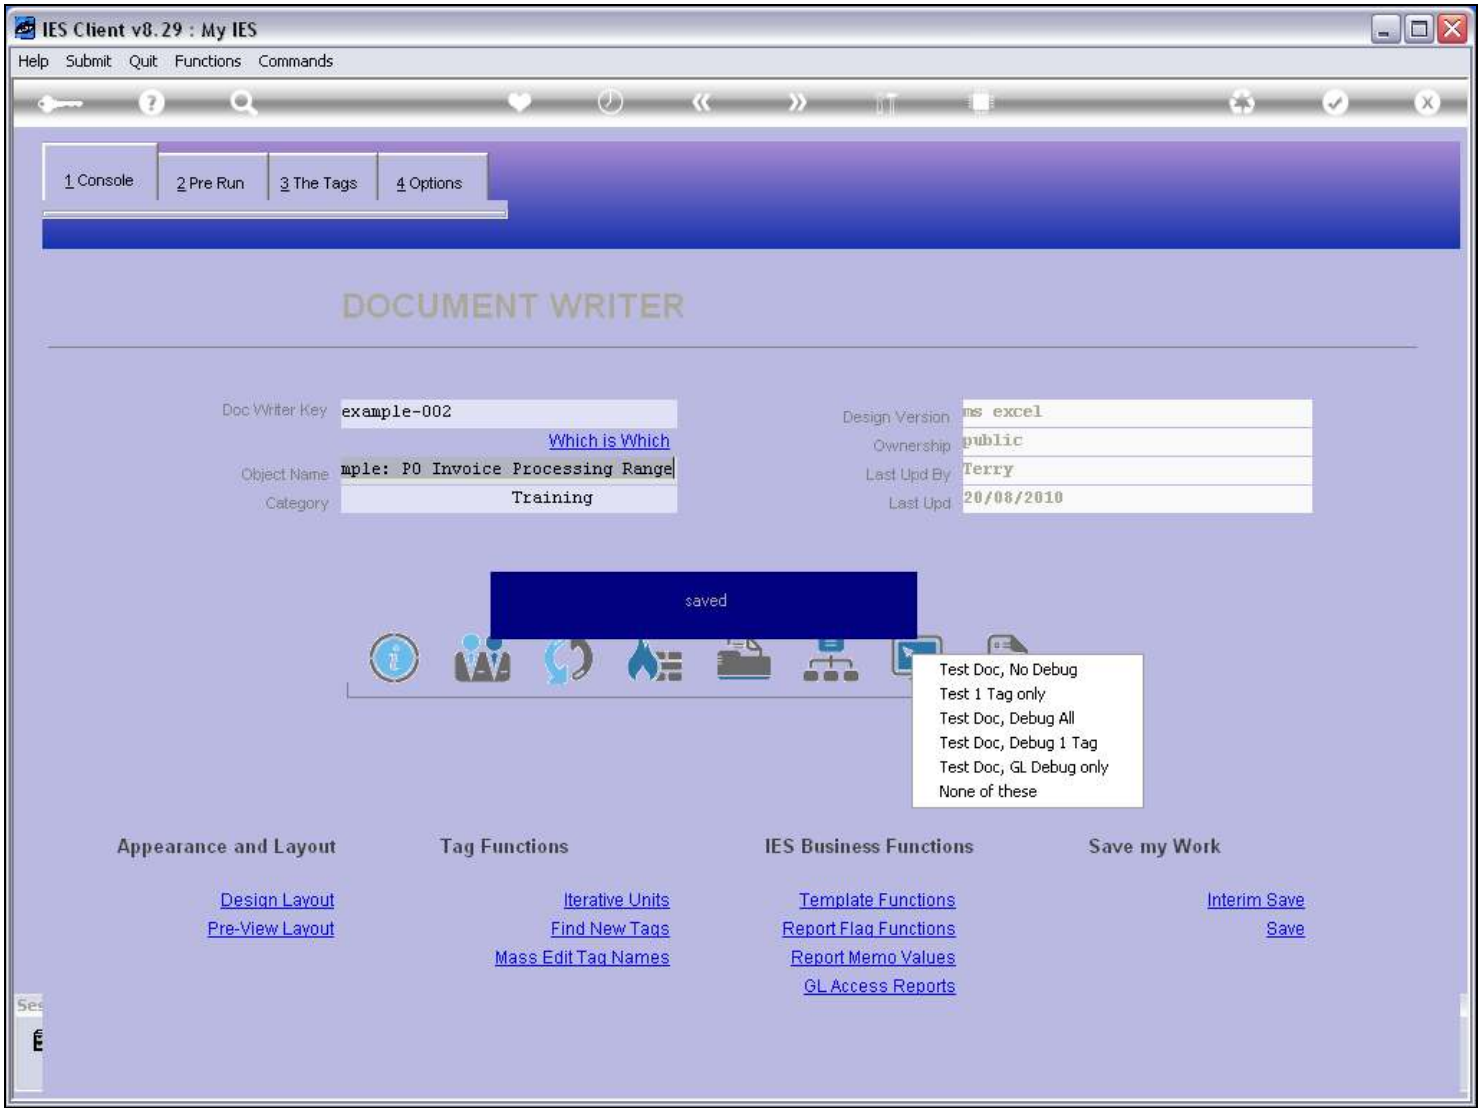 IES Client v8.29 : My IES
Help Submit Quit Functions Commands
1 Console 2 Pre Run 3 The Tags 4 Options
DOCUMENT WRITER
Doc Writer Key example-002
Which is Which
Object Name mple: PO Invoice Processing Range
Category Training
Design Version ms excel
Ownership public
Last Upd By Terry
Last Upd 20/08/2010
saved
Test Doc, No Debug
Test 1 Tag only
Test Doc, Debug All
Test Doc, Debug 1 Tag
Test Doc, GL Debug only
None of these
Appearance and Layout
Design Layout
Pre-View Layout
Tag Functions
Iterative Units
Find New Tags
Mass Edit Tag Names
IES Business Functions
Template Functions
Report Flag Functions
Report Memo Values
GL Access Reports
Save my Work
Interim Save
Save